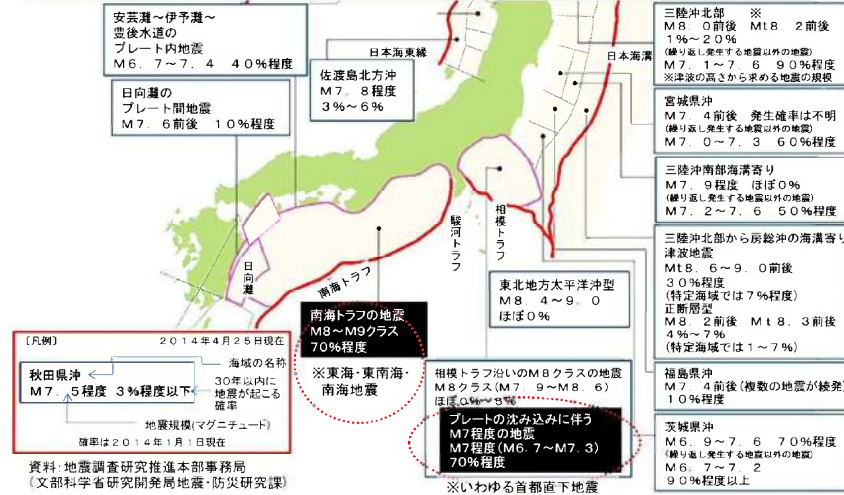 安芸灘～伊予灘～
豊後水道の
プレート内地震
M6．7～7．4　40％程度
日向灘の
プレート間地震
M7．6前後　10％程度
日本海東縁
佐渡島北方沖
M7．8程度
3％～6％
日本海溝
三陸沖北部　※
M8．0前後　Mt8．2前後
1％～20％
(繰り返し発生する地震以外の地震)
M7．1～7．6　90％程度
※津波の高さから求める地震の規模
宮城県沖
M7．4前後　発生確率は不明
(繰り返し発生する地震以外の地震)
M7．0～7．3　60％程度
三陸沖南部海溝寄り
M7．9程度　ほぼ0％
(繰り返し発生する地震以外の地震)
M7．2～7．6　50％程度
三陸沖北部から房総沖の海溝寄り
津波地震
Mt8．6～9．0前後
30％程度
(特定海域では7％程度)
正断層型
M8．2前後　Mt8．3前後
4％～7％
(特定海域では1～7％)
福島県沖
M7．4前後(複数の地震が続発)
10％程度
茨城県沖
M6．9～7．6　70％程度
(繰り返し発生する地震以外の地震)
M6．7～7．2
90％程度以上
日向灘
南海トラフ
駿河トラフ
相模トラフ
東北地方太平洋沖型
M8．4～9．0
ほぼ0％
南海トラフの地震
M8～M9クラス
70％程度
※東海・東南海・
南海地震
相模トラフ沿いのM8クラスの地震
M8クラス(M7．9～M8．6)
ほぼ0％～5％
プレートの沈み込みに伴う
M7程度の地震
M7程度(M6．7～M7．3)
70％程度
※いわゆる首都直下地震
〔凡例〕　2014年4月25日現在
秋田県沖
M7．5程度　3％程度以下
海域の名称
30年以内に
地震が起こる
確率
地震規模(マグニチュード)
確率は2014年1月1日現在
資料:地震調査研究推進本部事務局
(文部科学省研究開発局地震・防災研究課)